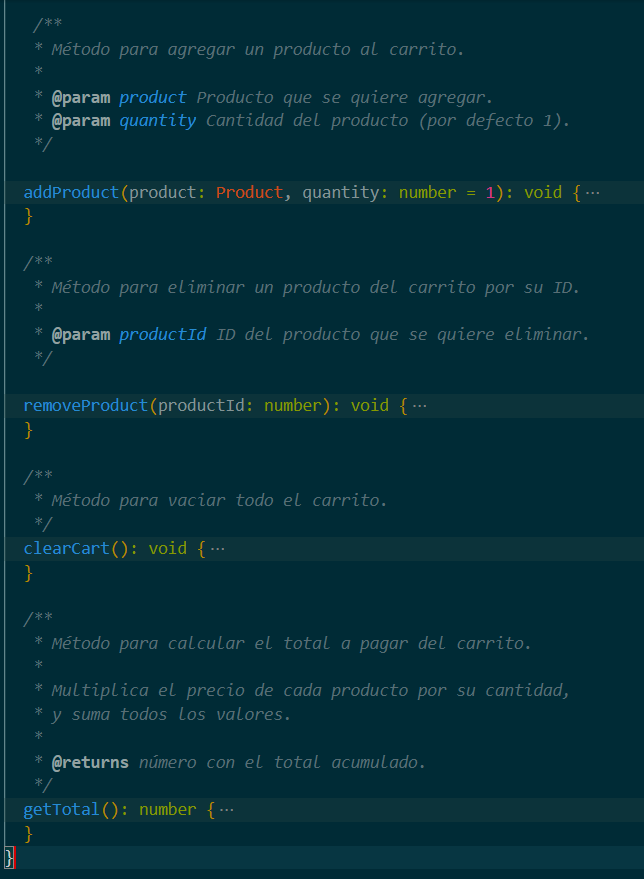 /**
* Método para agregar un producto al carrito.
*
* @param product Producto que se quiere agregar.
* @param quantity Cantidad del producto (por defecto 1).
*/
addProduct(product: Product, quantity: number = 1): void {···
}
/**
* Método para eliminar un producto del carrito por su ID.
*
* @param productId ID del producto que se quiere eliminar.
*/
removeProduct(productId: number): void {···
}
/**
* Método para vaciar todo el carrito.
*/
clearCart(): void {···
}
/**
* Método para calcular el total a pagar del carrito.
*
* Multiplica el precio de cada producto por su cantidad,
* y suma todos los valores.
*
* @returns número con el total acumulado.
*/
getTotal(): number {···
}
}